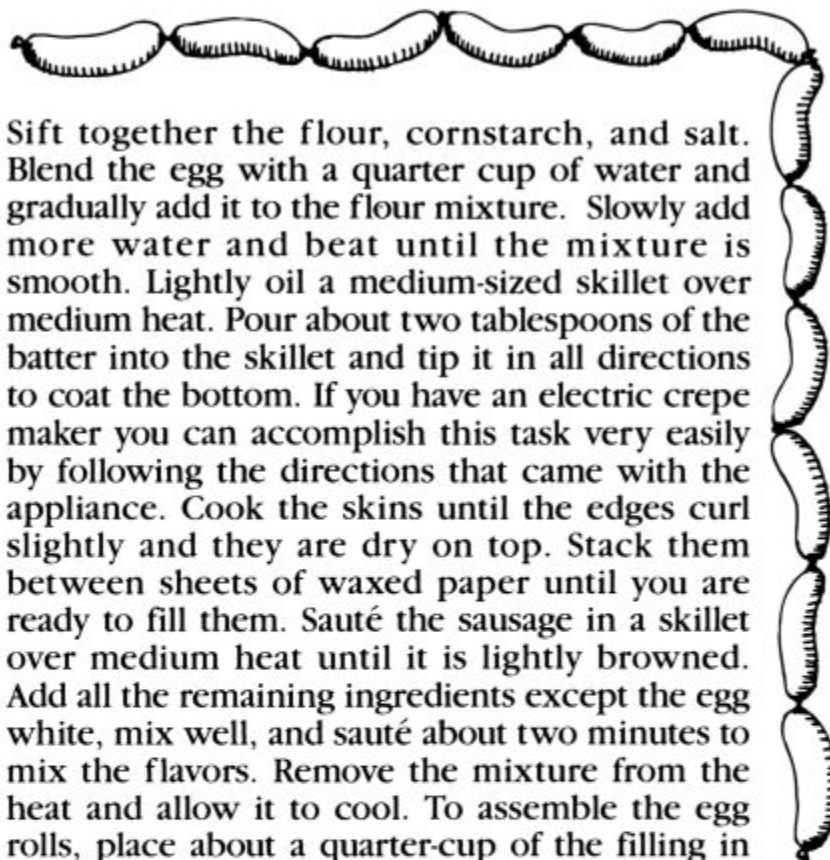 Sift together the flour, cornstarch, and salt.
Blend the egg with a quarter cup of water and
gradually add it to the flour mixture. Slowly add
more water and beat until the mixture is
smooth. Lightly oil a medium-sized skillet over
medium heat. Pour about two tablespoons of the
batter into the skillet and tip it in all directions
to coat the bottom. If you have an electric crepe
maker you can accomplish this task very easily
by following the directions that came with the
appliance. Cook the skins until the edges curl
slightly and they are dry on top. Stack them
between sheets of waxed paper until you are
ready to fill them. Sauté the sausage in a skillet
over medium heat until it is lightly browned.
Add all the remaining ingredients except the egg
white, mix well, and sauté about two minutes to
mix the flavors. Remove the mixture from the
heat and allow it to cool. To assemble the egg
rolls, place about a quarter-cup of the filling in